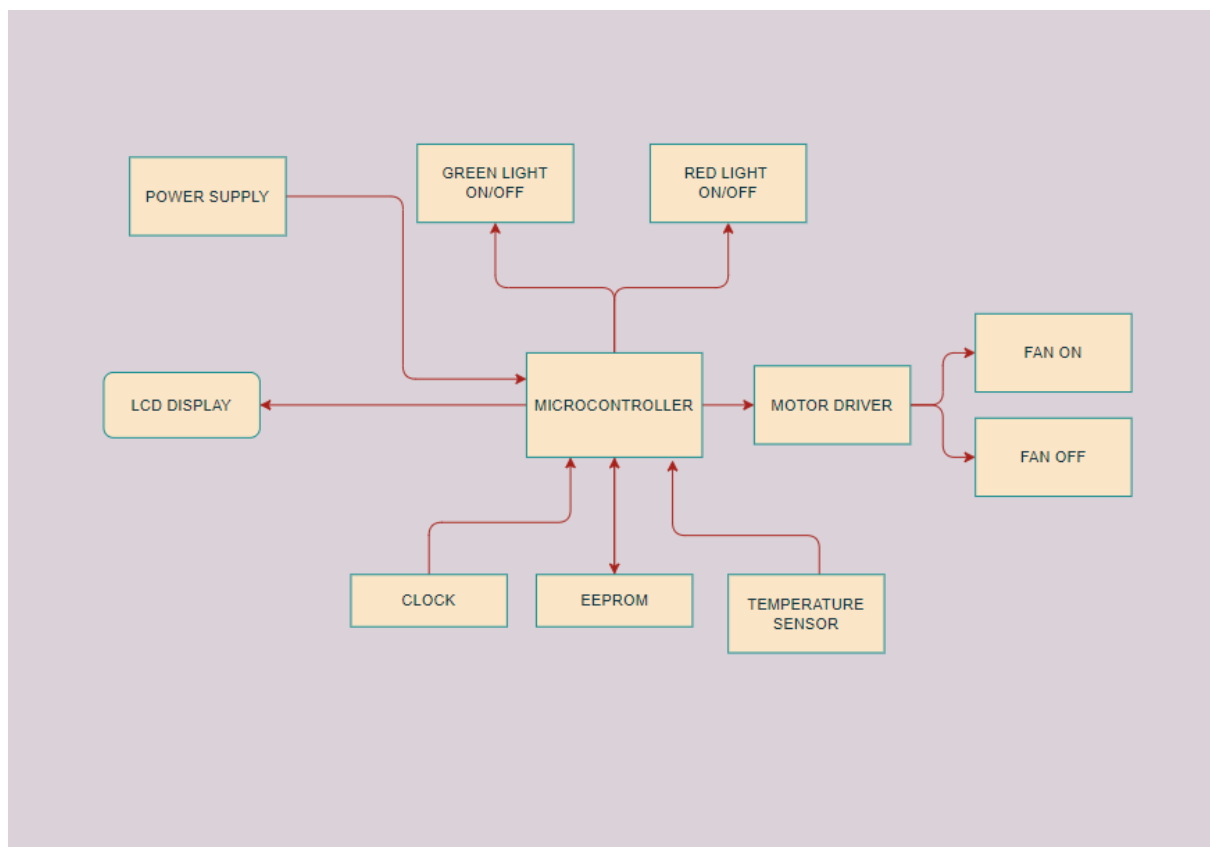 POWER SUPPLY
GREEN LIGHT
ON/OFF
RED LIGHT
ON/OFF
LCD DISPLAY
MICROCONTROLLER
MOTOR DRIVER
FAN ON
FAN OFF
CLOCK
EEPROM
TEMPERATURE
SENSOR